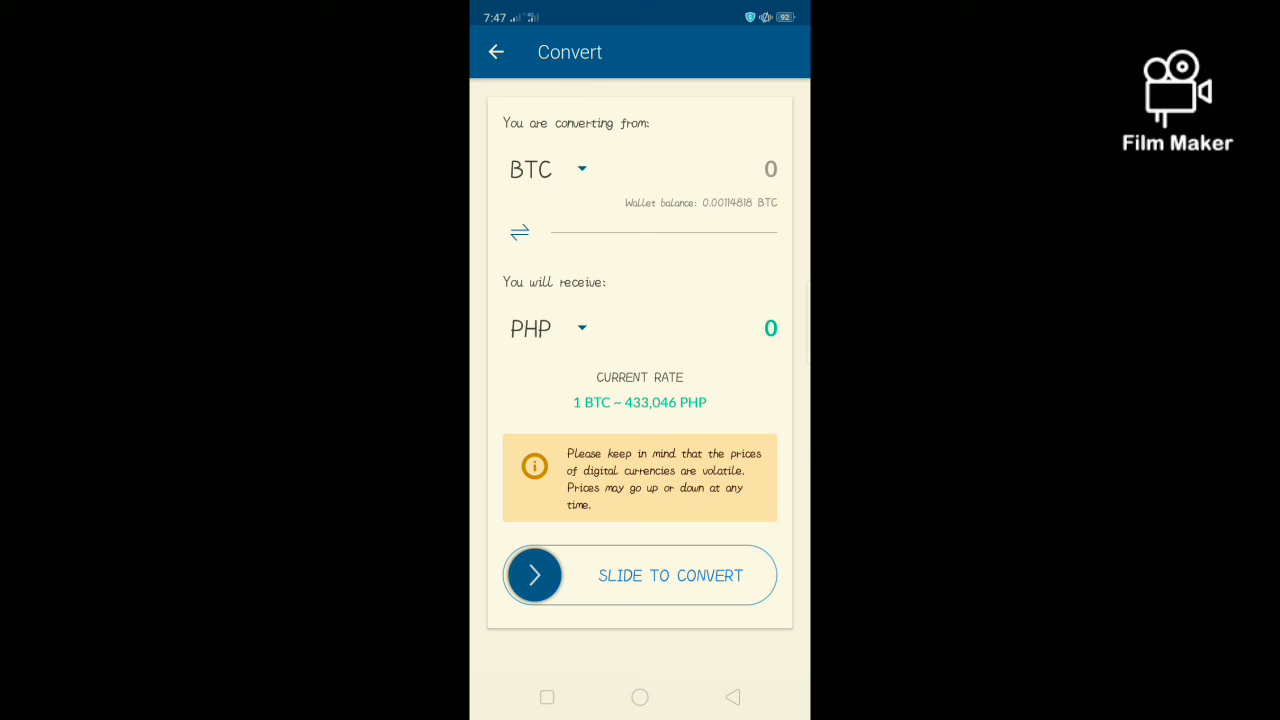 7:47
4G
92
Convert
Film Maker
You are converting from:
BTC
0
Wallet balance: 0.00114818 BTC
You will receive:
PHP
0
CURRENT RATE
1 BTC ~ 433,046 PHP
Please keep in mind that the prices
of digital currencies are volatile.
Prices may go up or down at any
time.
SLIDE TO CONVERT